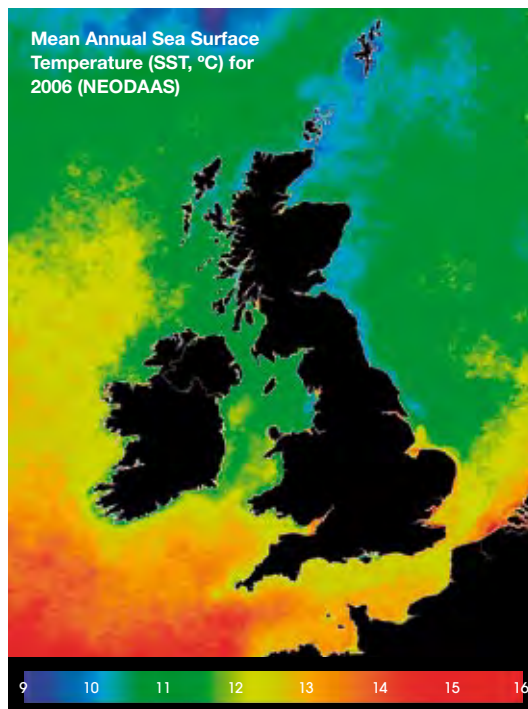 Mean Annual Sea Surface
Temperature (SST, ºC) for
2006 (NEODAAS)
9 10 11 12 13 14 15 16